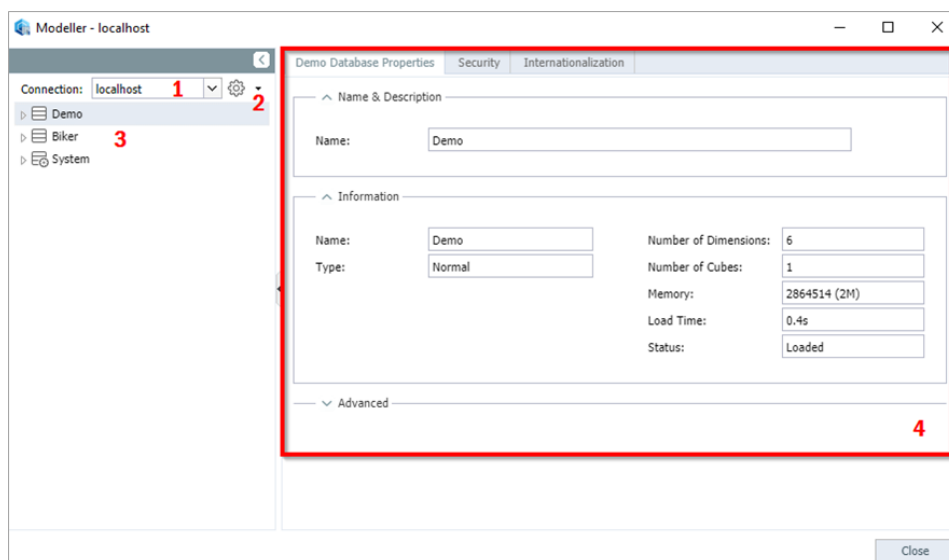 Modeller - localhost
Demo Database Properties Security Internationalization
Connection: localhost 1 2
Demo
Biker 3
System
Name & Description
Name: Demo
Information
Name: Demo Number of Dimensions: 6
Type: Normal Number of Cubes: 1
Memory: 2864514 (2M)
Load Time: 0.4s
Status: Loaded
Advanced
4
Close